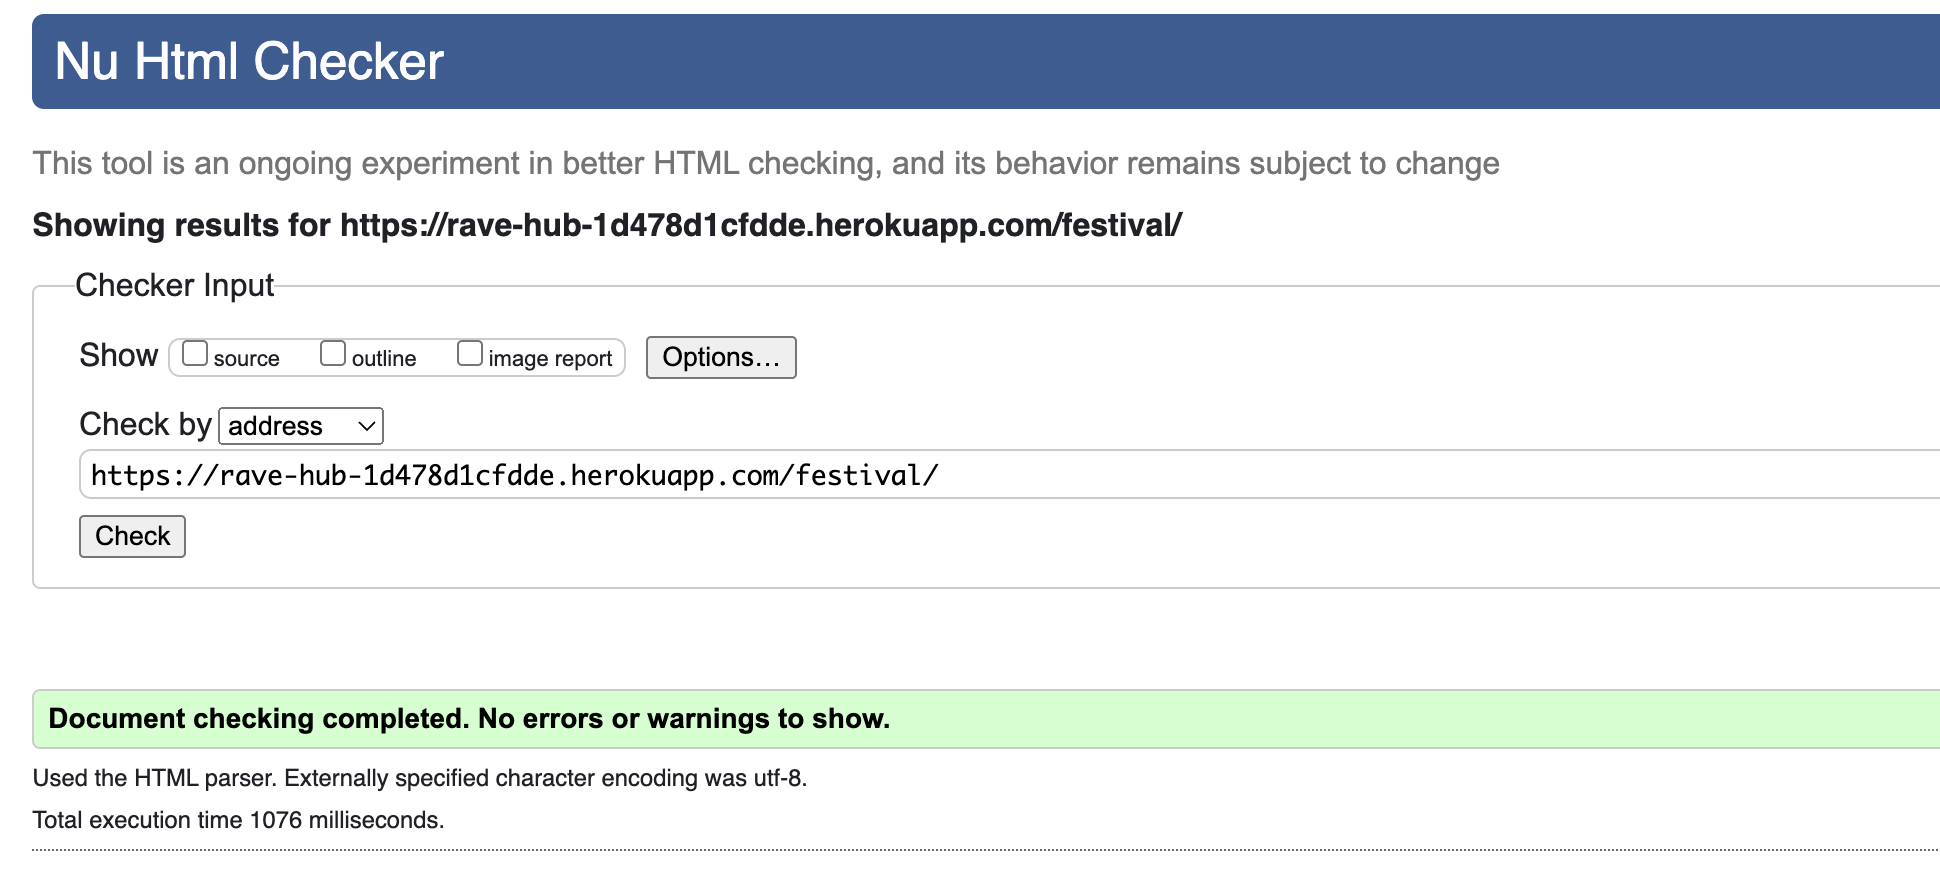 Nu Html Checker
This tool is an ongoing experiment in better HTML checking, and its behavior remains subject to change
Showing results for https://rave-hub-1d478d1cfdde.herokuapp.com/festival/
Checker Input
Show source outline image report Options...
Check by address
https://rave-hub-1d478d1cfdde.herokuapp.com/festival/
Check
Document checking completed. No errors or warnings to show.
Used the HTML parser. Externally specified character encoding was utf-8.
Total execution time 1076 milliseconds.